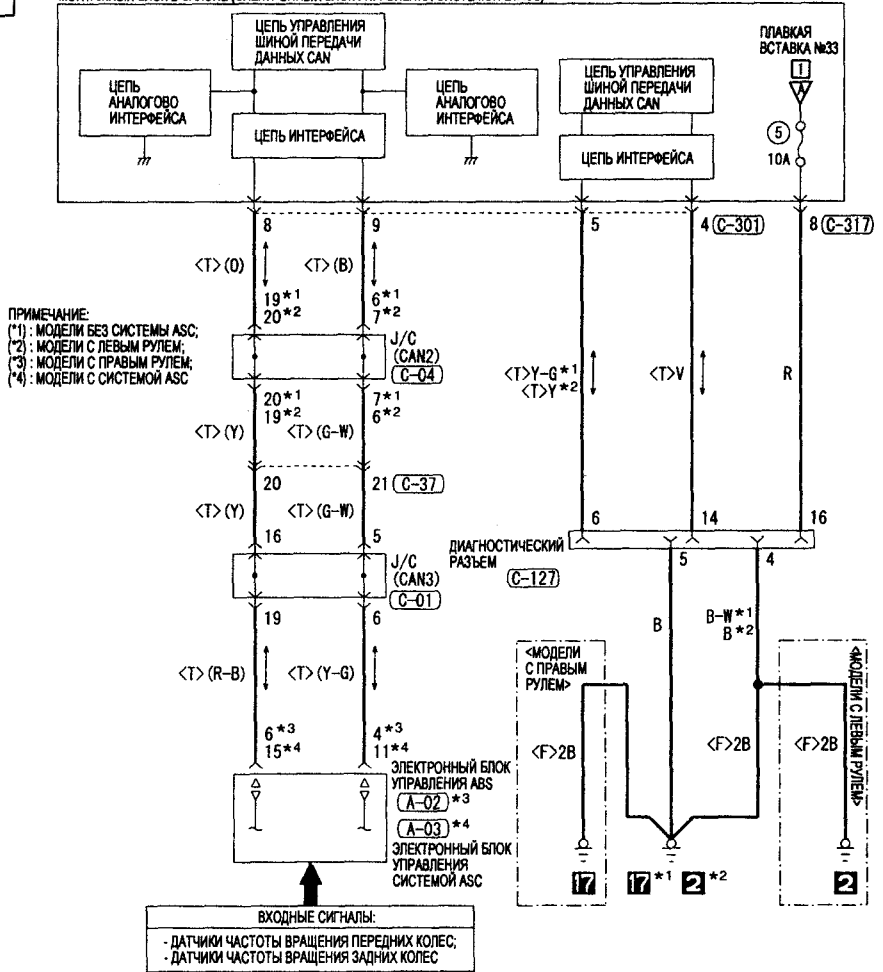 ЦЕПЬ УПРАВЛЕНИЯ
ШИНОЙ ПЕРЕДАЧИ
ДАННЫХ CAN
ПЛАВКАЯ
ВСТАВКА №33
1
A
5
10A
ЦЕПЬ
АНАЛОГОВО
ИНТЕРФЕЙСА
ЦЕПЬ
АНАЛОГОВО
ИНТЕРФЕЙСА
ЦЕПЬ УПРАВЛЕНИЯ
ШИНОЙ ПЕРЕДАЧИ
ДАННЫХ CAN
ЦЕПЬ ИНТЕРФЕЙСА
ЦЕПЬ ИНТЕРФЕЙСА
8 9 5 4 (C-301) 8 (C-317)
<T>(O) <T>(B)
19*1 6*1
20*2 7*2
ПРИМЕЧАНИЕ:
(*1) : МОДЕЛИ БЕЗ СИСТЕМЫ ASC;
(*2) : МОДЕЛИ С ЛЕВЫМ РУЛЕМ;
(*3) : МОДЕЛИ С ПРАВЫМ РУЛЕМ;
(*4) : МОДЕЛИ С СИСТЕМОЙ ASC
J/C
(CAN2)
C-04
<T>Y-G*1 <T>V R
<T>Y*2
20*1 7*1
19*2 6*2
<T>(Y) <T>(G-W)
20 21 (C-37)
<T>(Y) <T>(G-W)
16 5
6 14 16
J/C
(CAN3)
C-01
ДИАГНОСТИЧЕСКИЙ
РАЗЪЕМ
C-127
5 4
19 6
B B-W*1
B*2
<T>(R-B) <T>(Y-G)
<МОДЕЛИ
С ПРАВЫМ
РУЛЕМ>
<МОДЕЛИ С ЛЕВЫМ РУЛЕМ>
6*3 4*3
15*4 11*4
<F>2B <F>2B <F>2B
ЭЛЕКТРОННЫЙ БЛОК
УПРАВЛЕНИЯ ABS
(A-02)*3
(A-03)*4
ЭЛЕКТРОННЫЙ БЛОК
УПРАВЛЕНИЯ
СИСТЕМОЙ ASC
17 17*1 2*2 2
ВХОДНЫЕ СИГНАЛЫ:
- ДАТЧИКИ ЧАСТОТЫ ВРАЩЕНИЯ ПЕРЕДНИХ КОЛЕС;
- ДАТЧИКИ ЧАСТОТЫ ВРАЩЕНИЯ ЗАДНИХ КОЛЕС